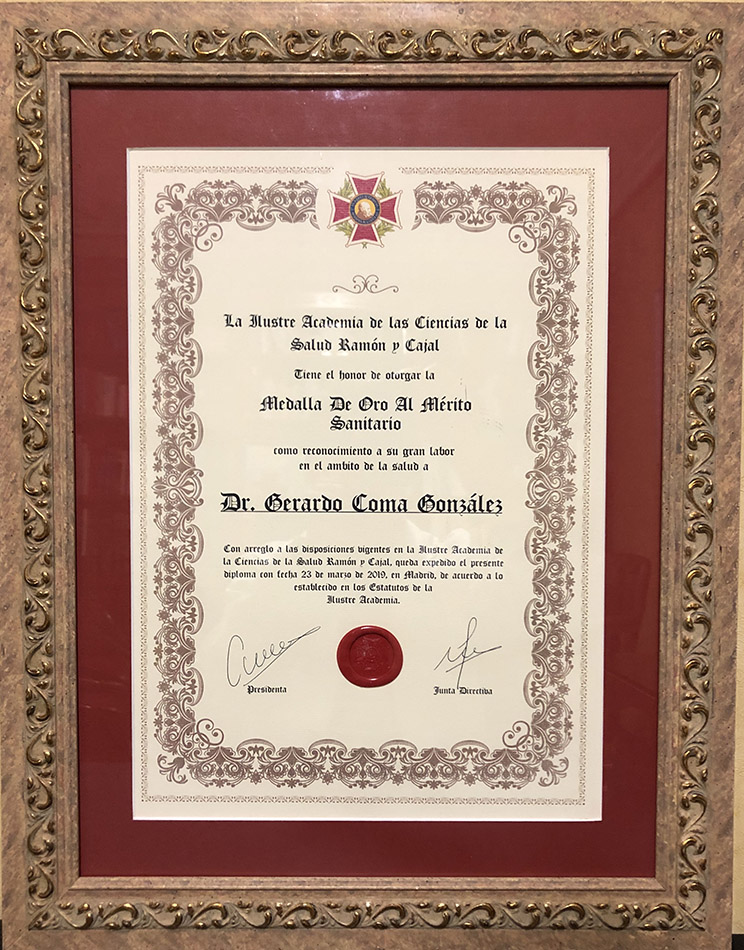 La Ilustre Academia de las Ciencias de la
Salud Ramón y Cajal
Tiene el honor de otorgar la
Medalla De Oro Al Mérito
Sanitario
como reconocimiento a su gran labor
en el ambito de la salud a
Dr. Gerardo Coma González
Con arreglo a las disposiciones vigentes en la Ilustre Academia de
la Ciencias de la Salud Ramón y Cajal, queda expedido el presente
diploma con fecha 23 de marzo de 2019, en Madrid, de acuerdo a lo
establecido en los Estatutos de la
Ilustre Academia.
Presidenta
Junta Directiva